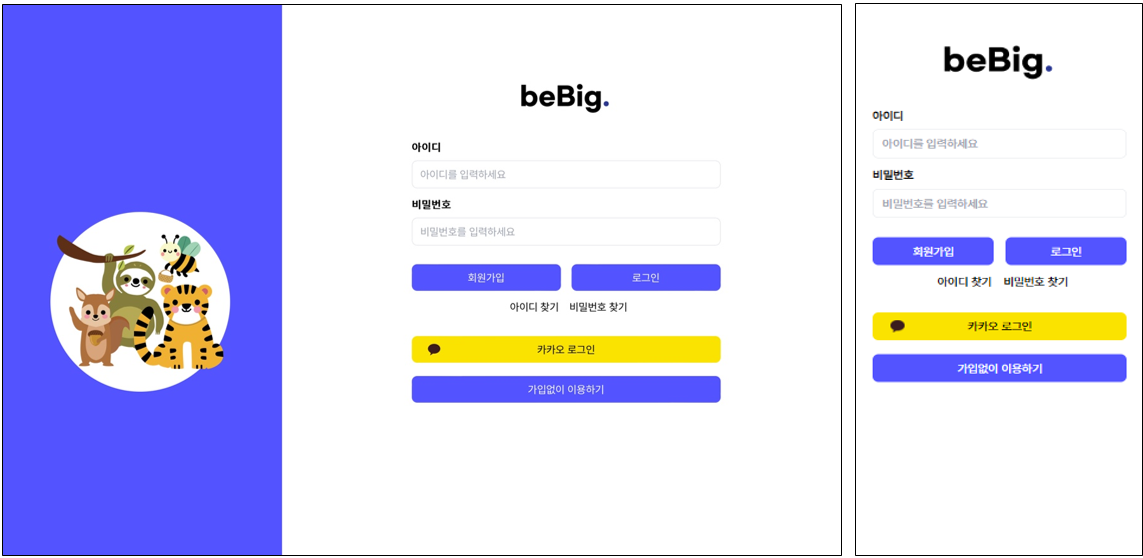 beBig.
아이디
아이디를 입력하세요
비밀번호
비밀번호를 입력하세요
회원가입 로그인
아이디 찾기 비밀번호 찾기
카카오 로그인
가입없이 이용하기
beBig.
아이디
아이디를 입력하세요
비밀번호
비밀번호를 입력하세요
회원가입 로그인
아이디 찾기 비밀번호 찾기
카카오 로그인
가입없이 이용하기